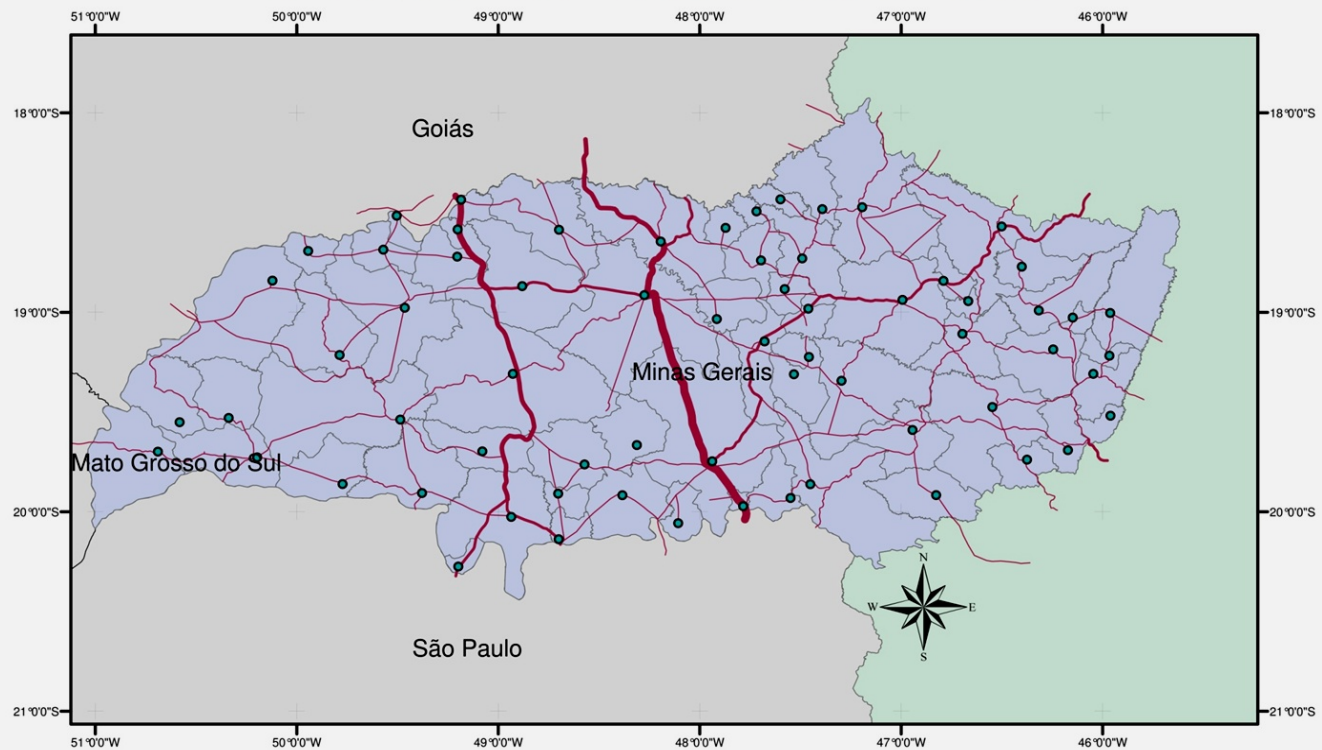 51°0'0"W 50°0'0"W 49°0'0"W 48°0'0"W 47°0'0"W 46°0'0"W
18°0'0"S 18°0'0"S
Goiás
19°0'0"S 19°0'0"S
Minas Gerais
Mato Grosso do Sul
20°0'0"S 20°0'0"S
N
W E
S
São Paulo
21°0'0"S 21°0'0"S
51°0'0"W 50°0'0"W 49°0'0"W 48°0'0"W 47°0'0"W 46°0'0"W